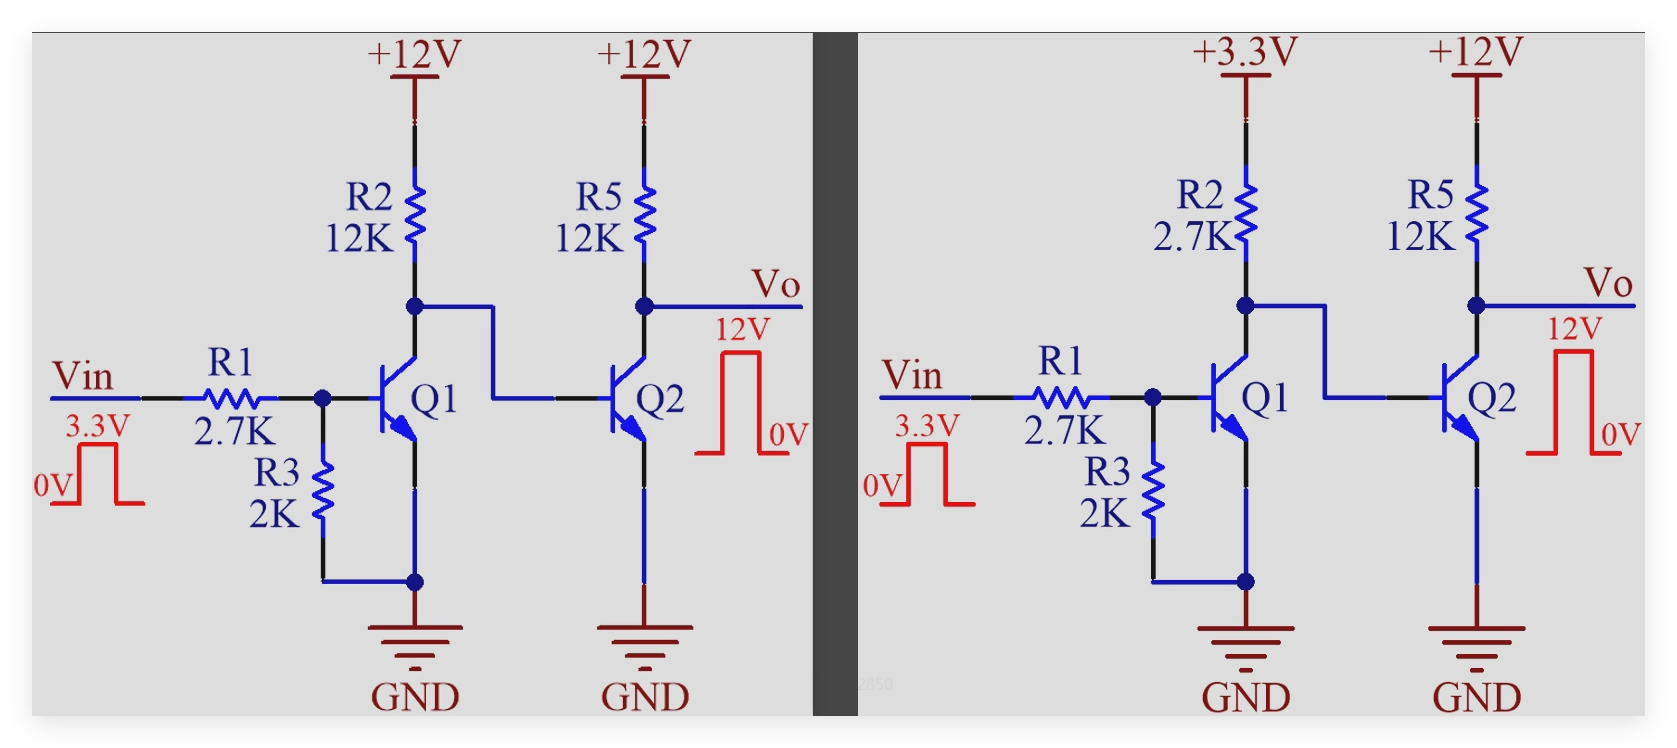 +12V
+12V
R2
12K
R5
12K
Vo
12V
0V
Vin
R1
2.7K
3.3V
0V
R3
2K
Q1
Q2
GND
GND
+3.3V
+12V
R2
2.7K
R5
12K
Vo
12V
0V
Vin
R1
2.7K
3.3V
0V
R3
2K
Q1
Q2
GND
GND
2850